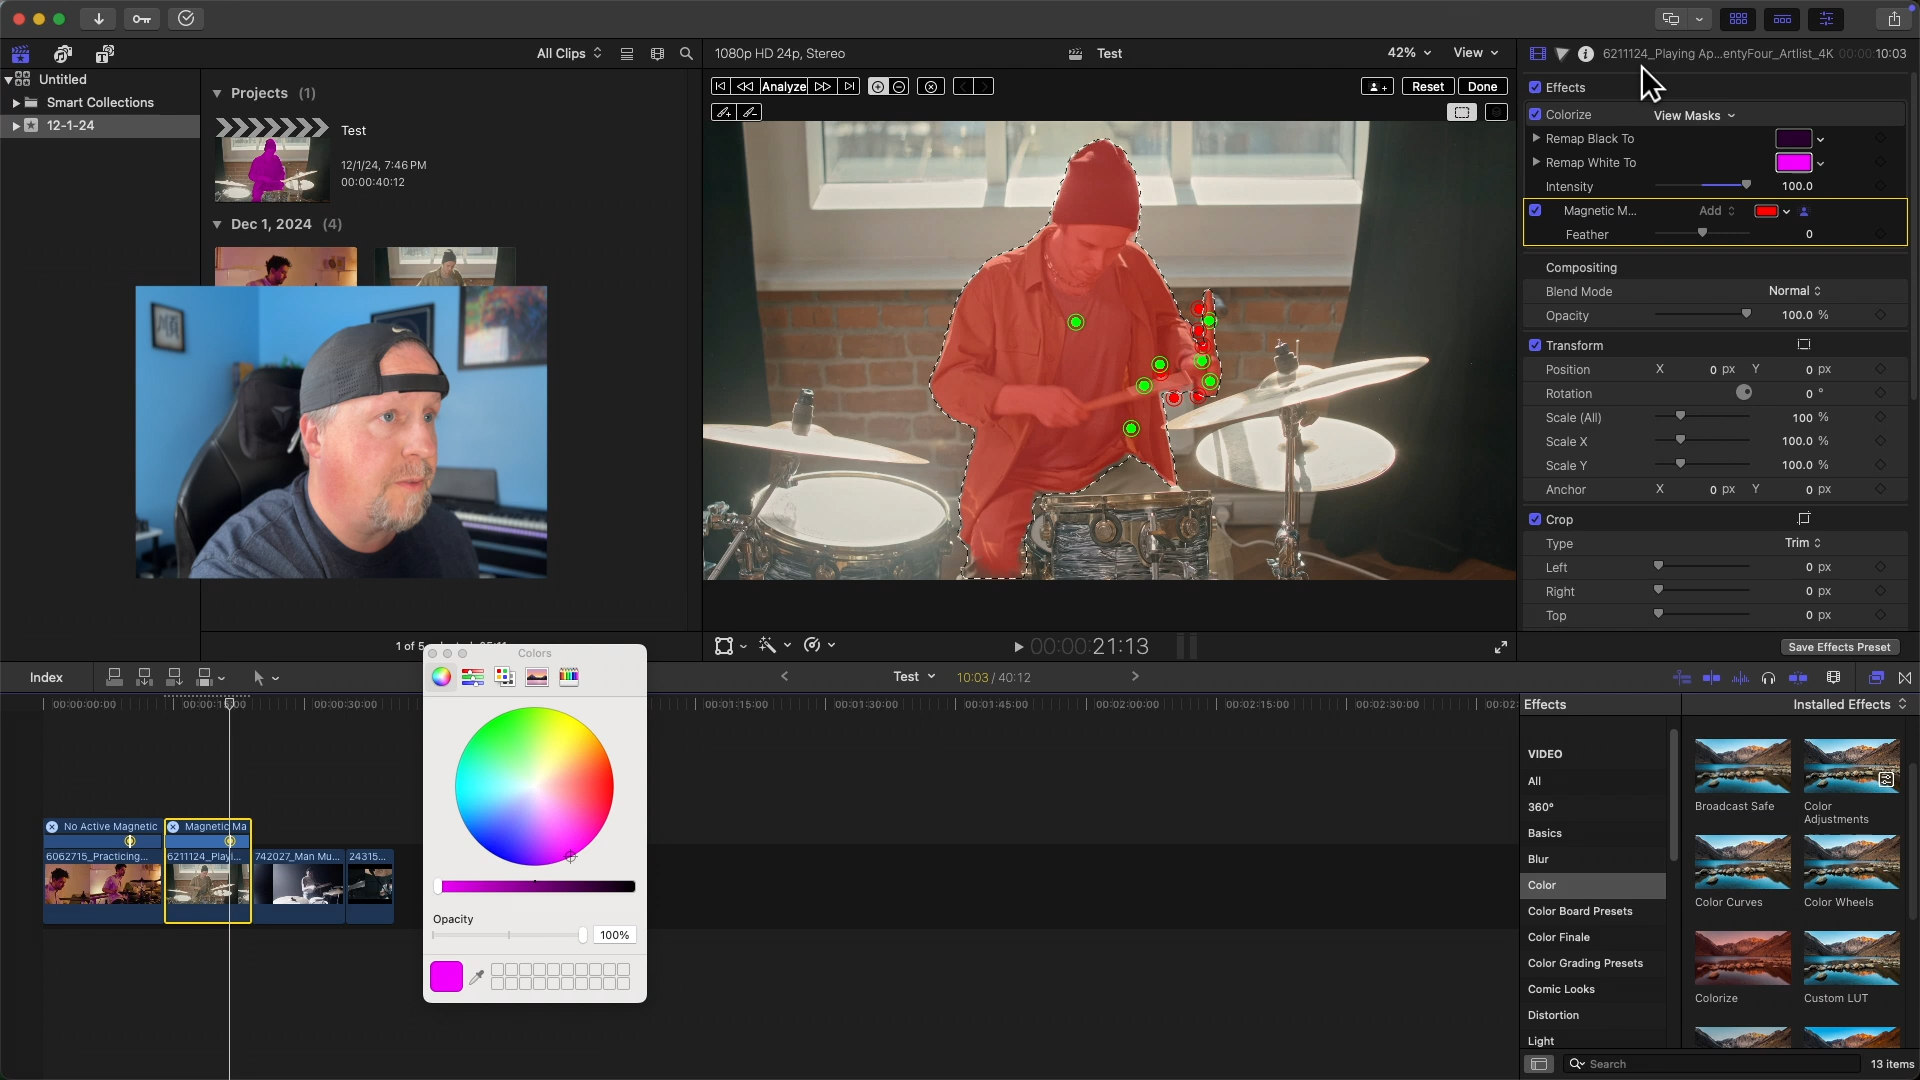 All Clips
1080p HD 24p, Stereo
Test
42%
View
6211124_Playing Ap...entyFour_Artlist_4K
00:00:10:03
Untitled
Smart Collections
12-1-24
Projects (1)
Test
12/1/24, 7:46 PM
00:00:40:12
Dec 1, 2024 (4)
Analyze
Reset
Done
Effects
Colorize
View Masks
Remap Black To
Remap White To
Intensity
100.0
Magnetic M...
Add
Feather
0
Compositing
Blend Mode
Normal
Opacity
100.0 %
Transform
Position
X
0 px
Y
0 px
Rotation
0 °
Scale (All)
100 %
Scale X
100.0 %
Scale Y
100.0 %
Anchor
X
0 px
Y
0 px
Crop
Type
Trim
Left
0 px
Right
0 px
Top
0 px
1 of 5
00:00:21:13
Save Effects Preset
Index
Test
10:03 / 40:12
00:00:00:00
00:00:30:00
00:01:15:00
00:01:30:00
00:01:45:00
00:02:00:00
00:02:15:00
00:02:30:00
00:02:
No Active Magnetic
Magnetic Ma
6062715_Practicing...
6211124_Playi...
742027_Man Mu...
24315...
Colors
Opacity
100%
Effects
Installed Effects
VIDEO
All
360°
Basics
Blur
Color
Color Board Presets
Color Finale
Color Grading Presets
Comic Looks
Distortion
Light
Broadcast Safe
Color Adjustments
Color Curves
Color Wheels
Colorize
Custom LUT
Search
13 items